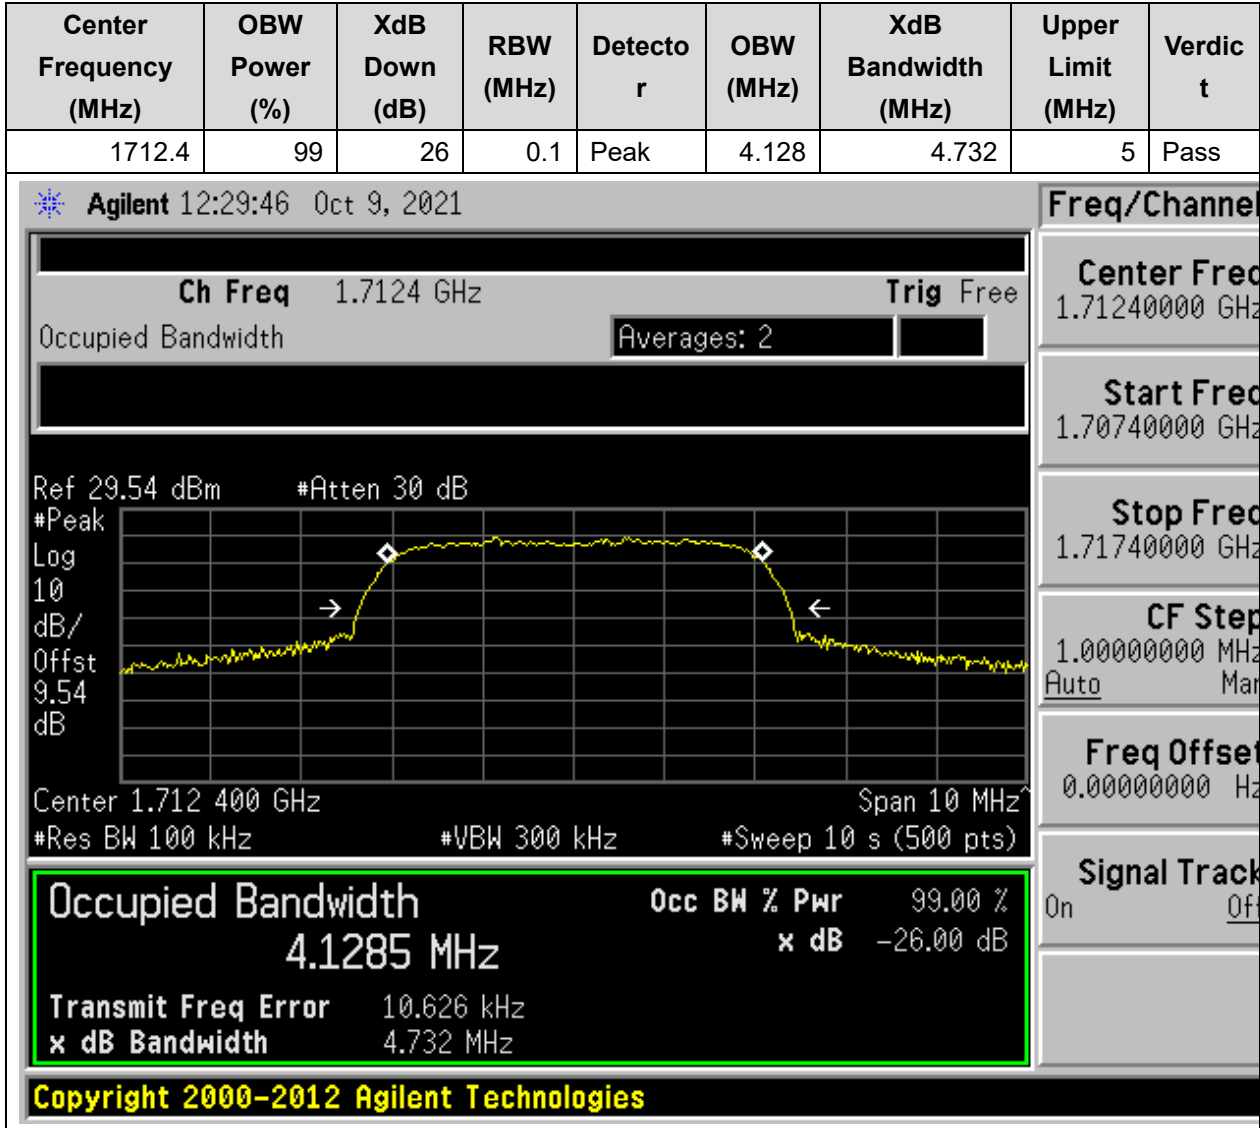 Center Frequency (MHz) OBW Power (%) XdB Down (dB) RBW (MHz) Detecto r OBW (MHz) XdB Bandwidth (MHz) Upper Limit (MHz) Verdic t
1712.4 99 26 0.1 Peak 4.128 4.732 5 Pass
Agilent 12:29:46 Oct 9, 2021
Freq/Channel
Ch Freq 1.7124 GHz Trig Free
Occupied Bandwidth Averages: 2
Center Freq
1.71240000 GHz
Start Freq
1.70740000 GHz
Stop Freq
1.71740000 GHz
CF Step
1.00000000 MHz
Auto Man
Freq Offset
0.00000000 Hz
Signal Track
On Off
Ref 29.54 dBm #Atten 30 dB
#Peak
Log
10
dB/
Offst
9.54
dB
Center 1.712 400 GHz Span 10 MHz^
#Res BW 100 kHz #VBW 300 kHz #Sweep 10 s (500 pts)
Occupied Bandwidth Occ BW % Pwr 99.00 %
4.1285 MHz x dB -26.00 dB
Transmit Freq Error 10.626 kHz
x dB Bandwidth 4.732 MHz
Copyright 2000-2012 Agilent Technologies